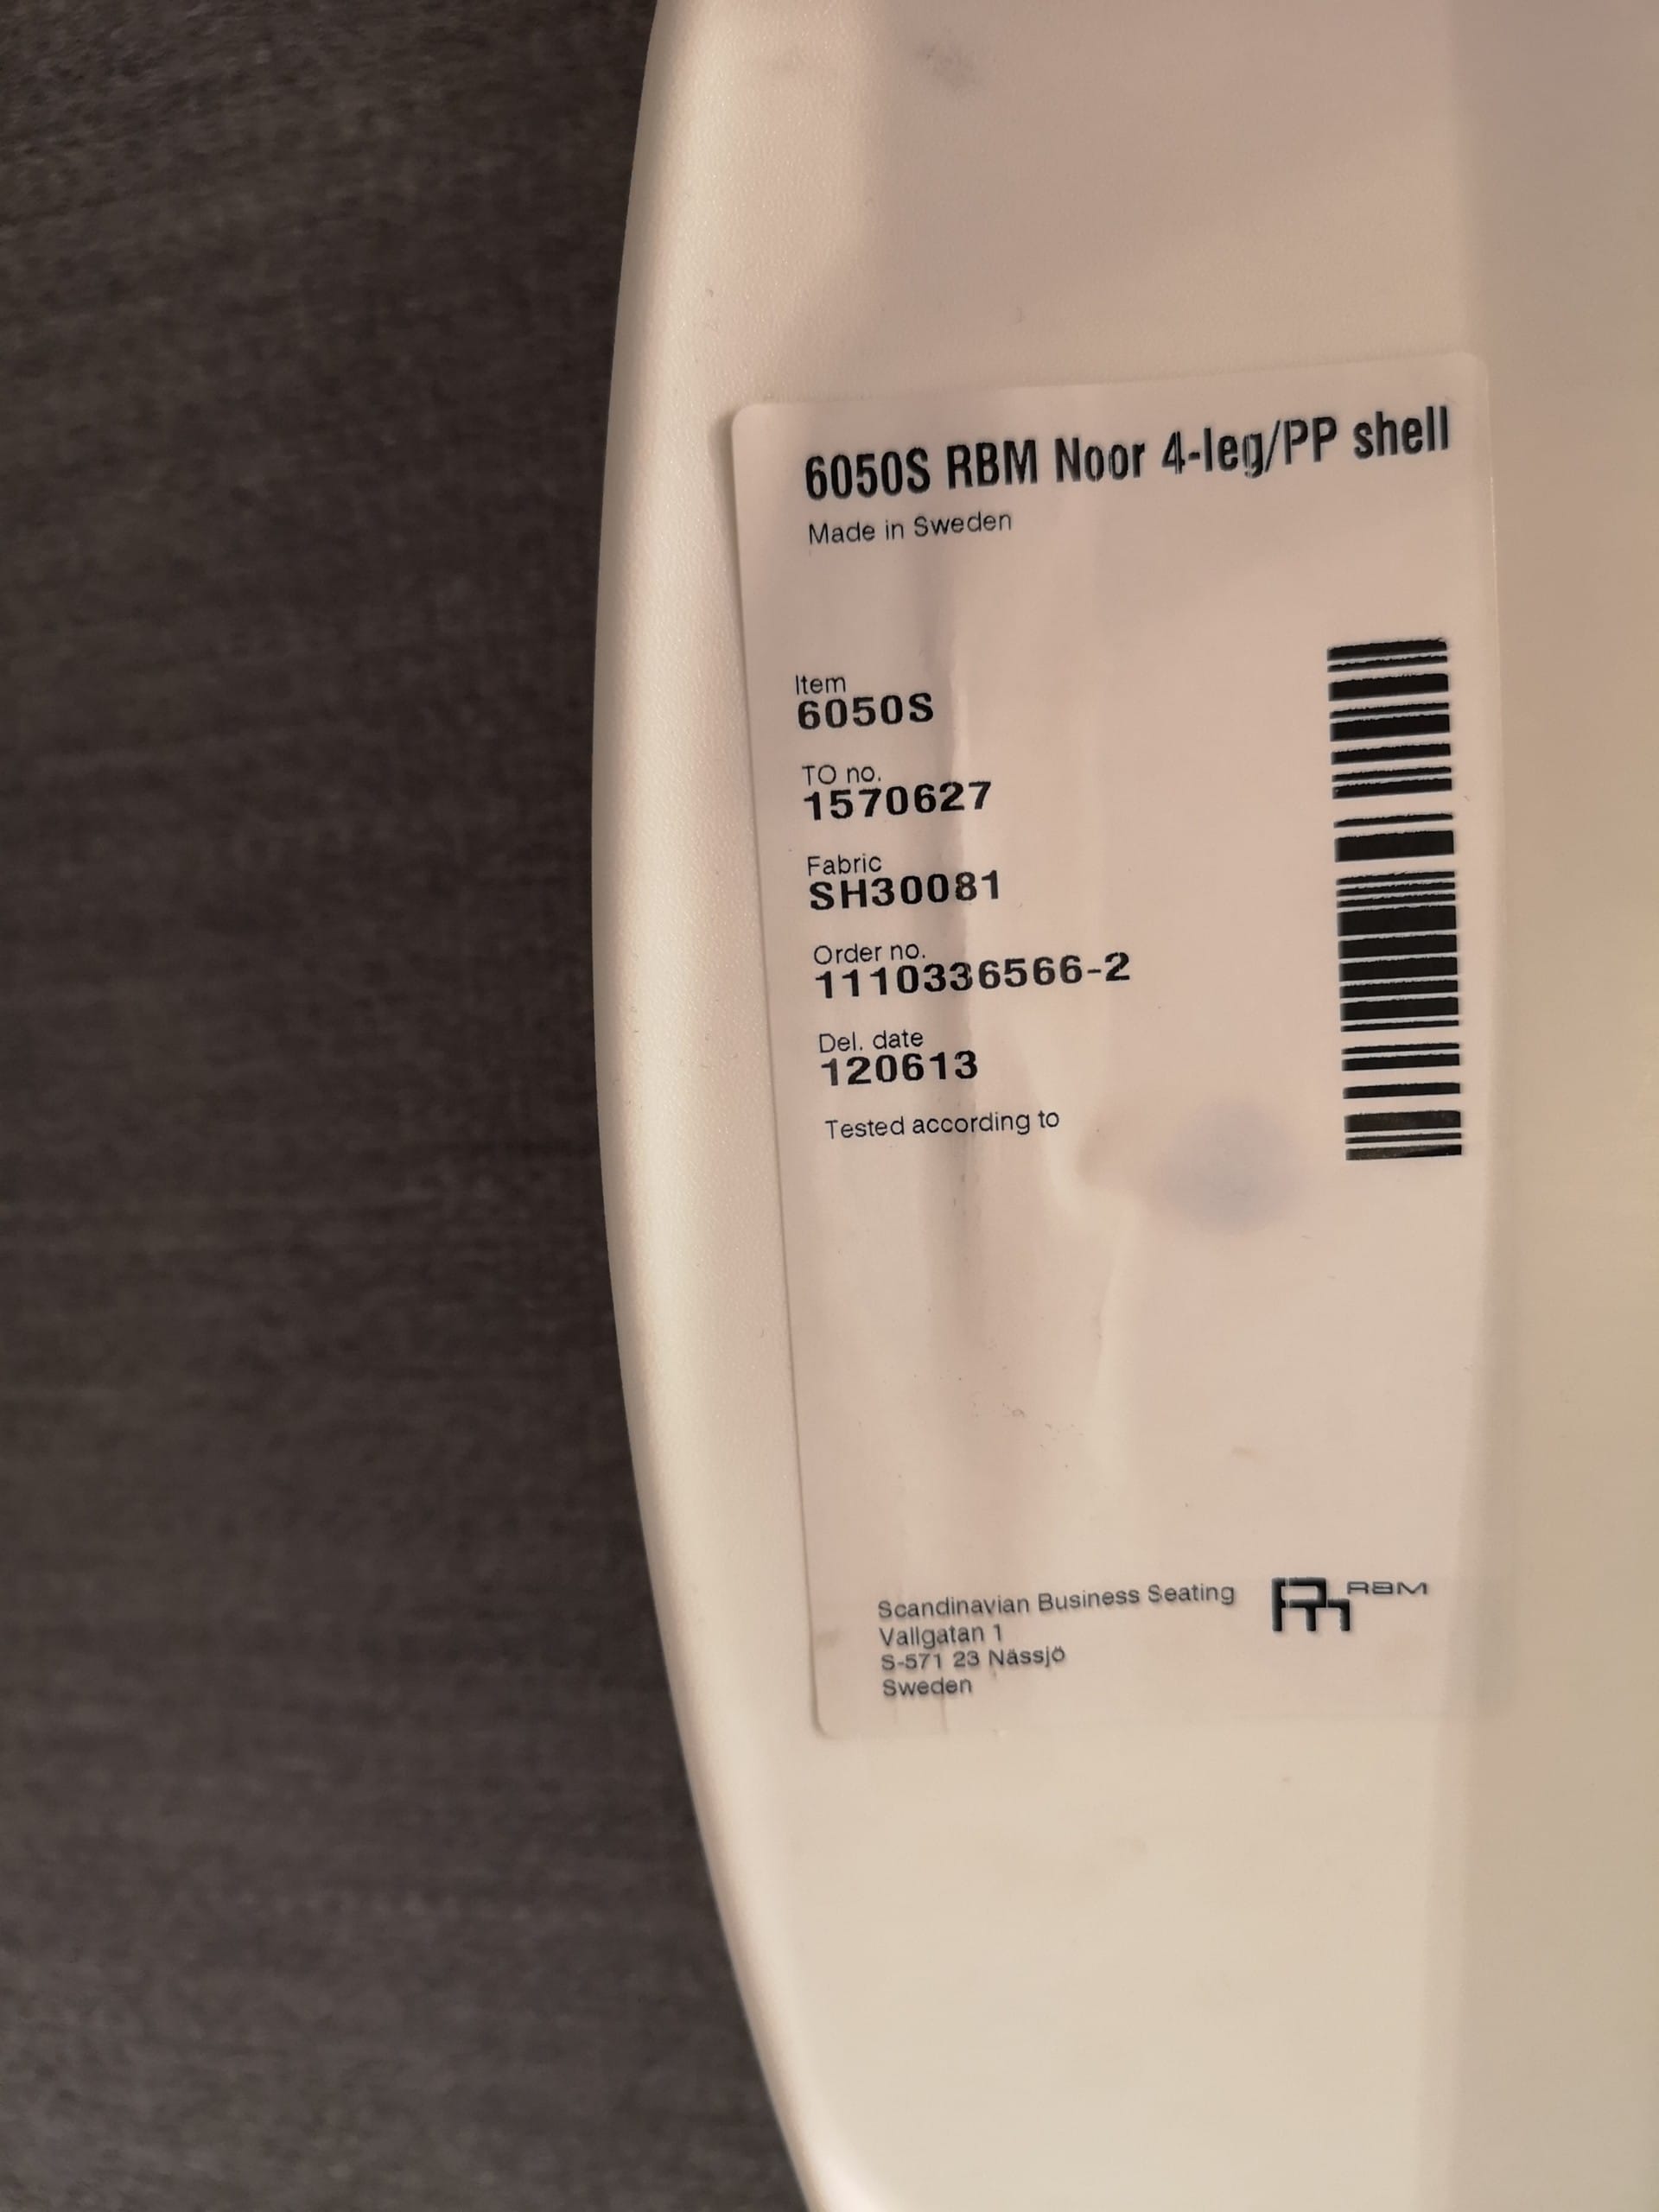 6050S RBM Noor 4-leg/PP shell
Made in Sweden
Item
6050S
TO no.
1570627
Fabric
SH30081
Order no.
1110336566-2
Del. date
120613
Tested according to
Scandinavian Business Seating
Vallgatan 1
S-571 23 Nässjö
Sweden
RBM